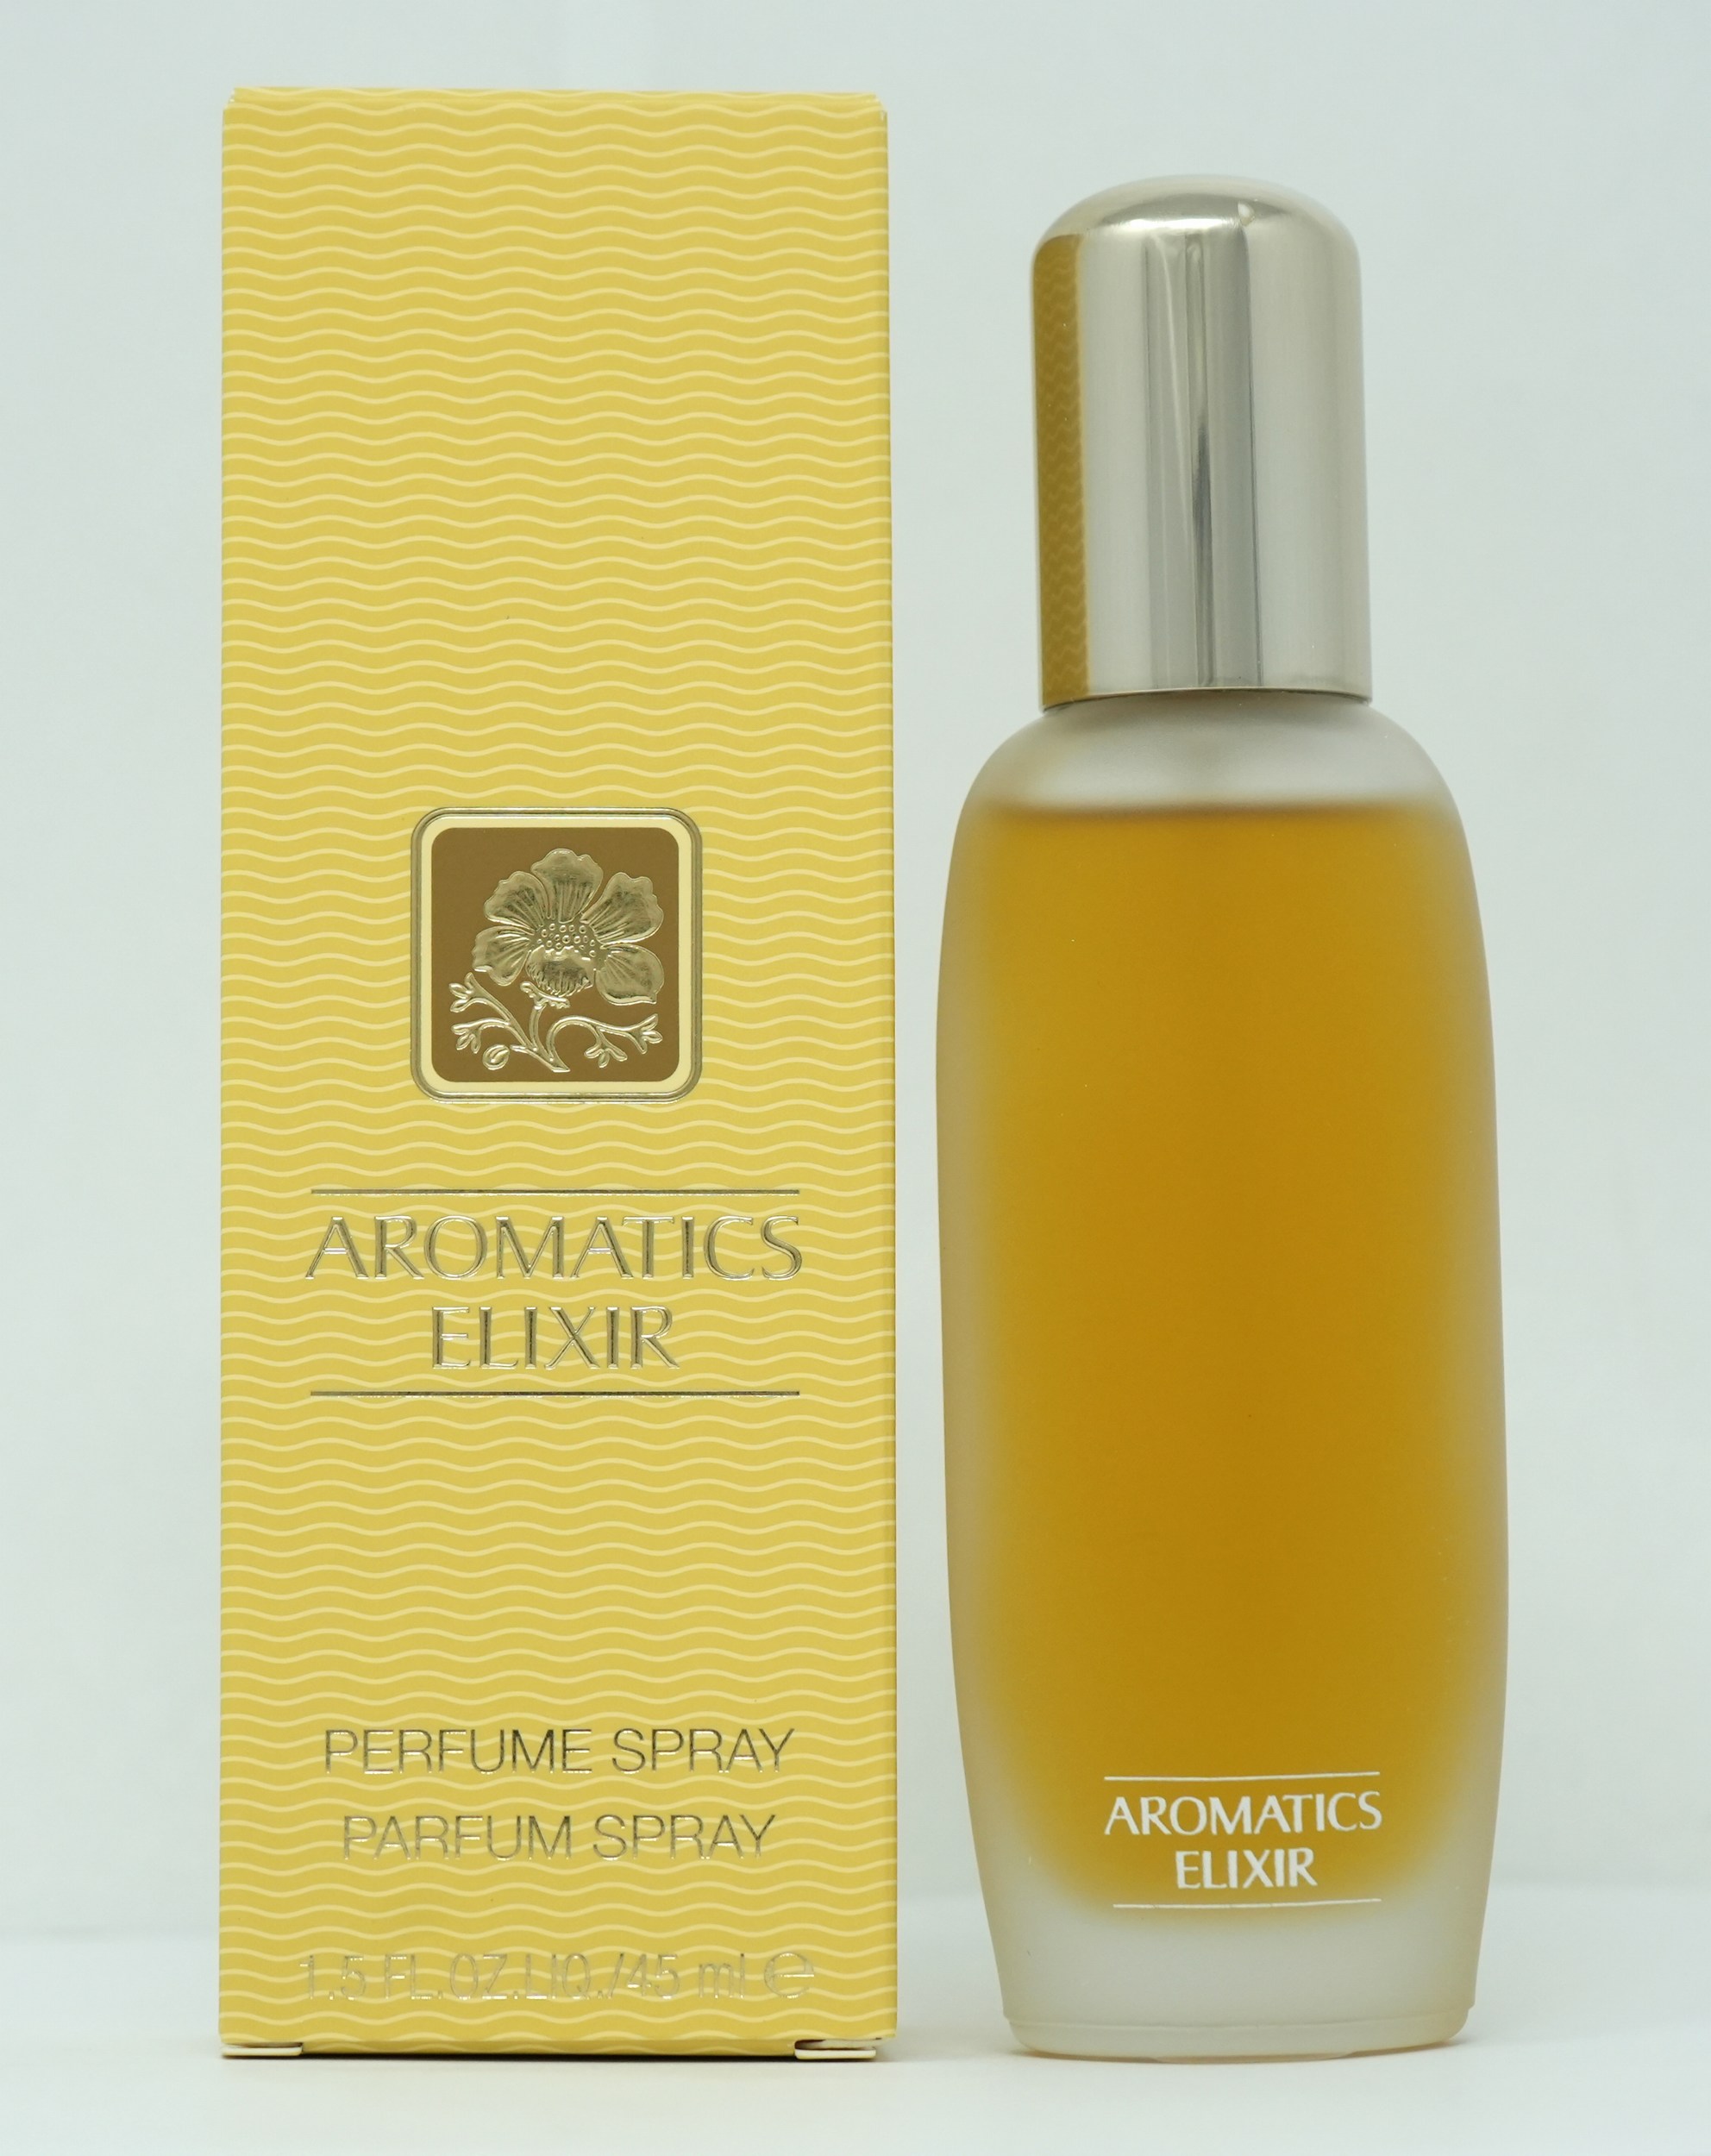 AROMATICS
ELIXIR
PERFUME SPRAY
PARFUM SPRAY
1.5 FL.OZ.LIQ./45 ml ℮
AROMATICS
ELIXIR